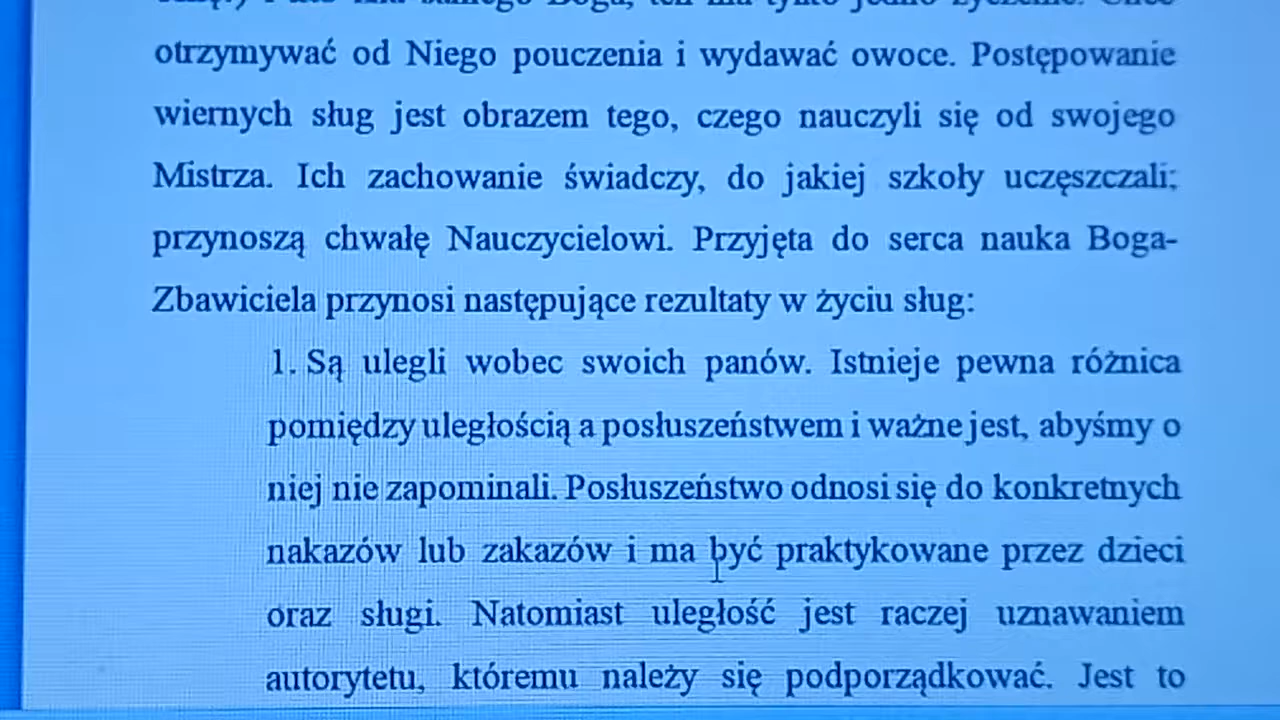 otrzymywać od Niego pouczenia i wydawać owoce. Postępowanie
wiernych sług jest obrazem tego, czego nauczyli się od swojego
Mistrza. Ich zachowanie świadczy, do jakiej szkoły uczęszczali;
przynoszą chwałę Nauczycielowi. Przyjęta do serca nauka Boga-
Zbawiciela przynosi następujące rezultaty w życiu sług:
1. Są ulegli wobec swoich panów. Istnieje pewna różnica
pomiędzy uległością a posłuszeństwem i ważne jest, abyśmy o
niej nie zapominali. Posłuszeństwo odnosi się do konkretnych
nakazów lub zakazów i ma być praktykowane przez dzieci
oraz sługi. Natomiast uległość jest raczej uznawaniem
autorytetu, któremu należy się podporządkować. Jest to